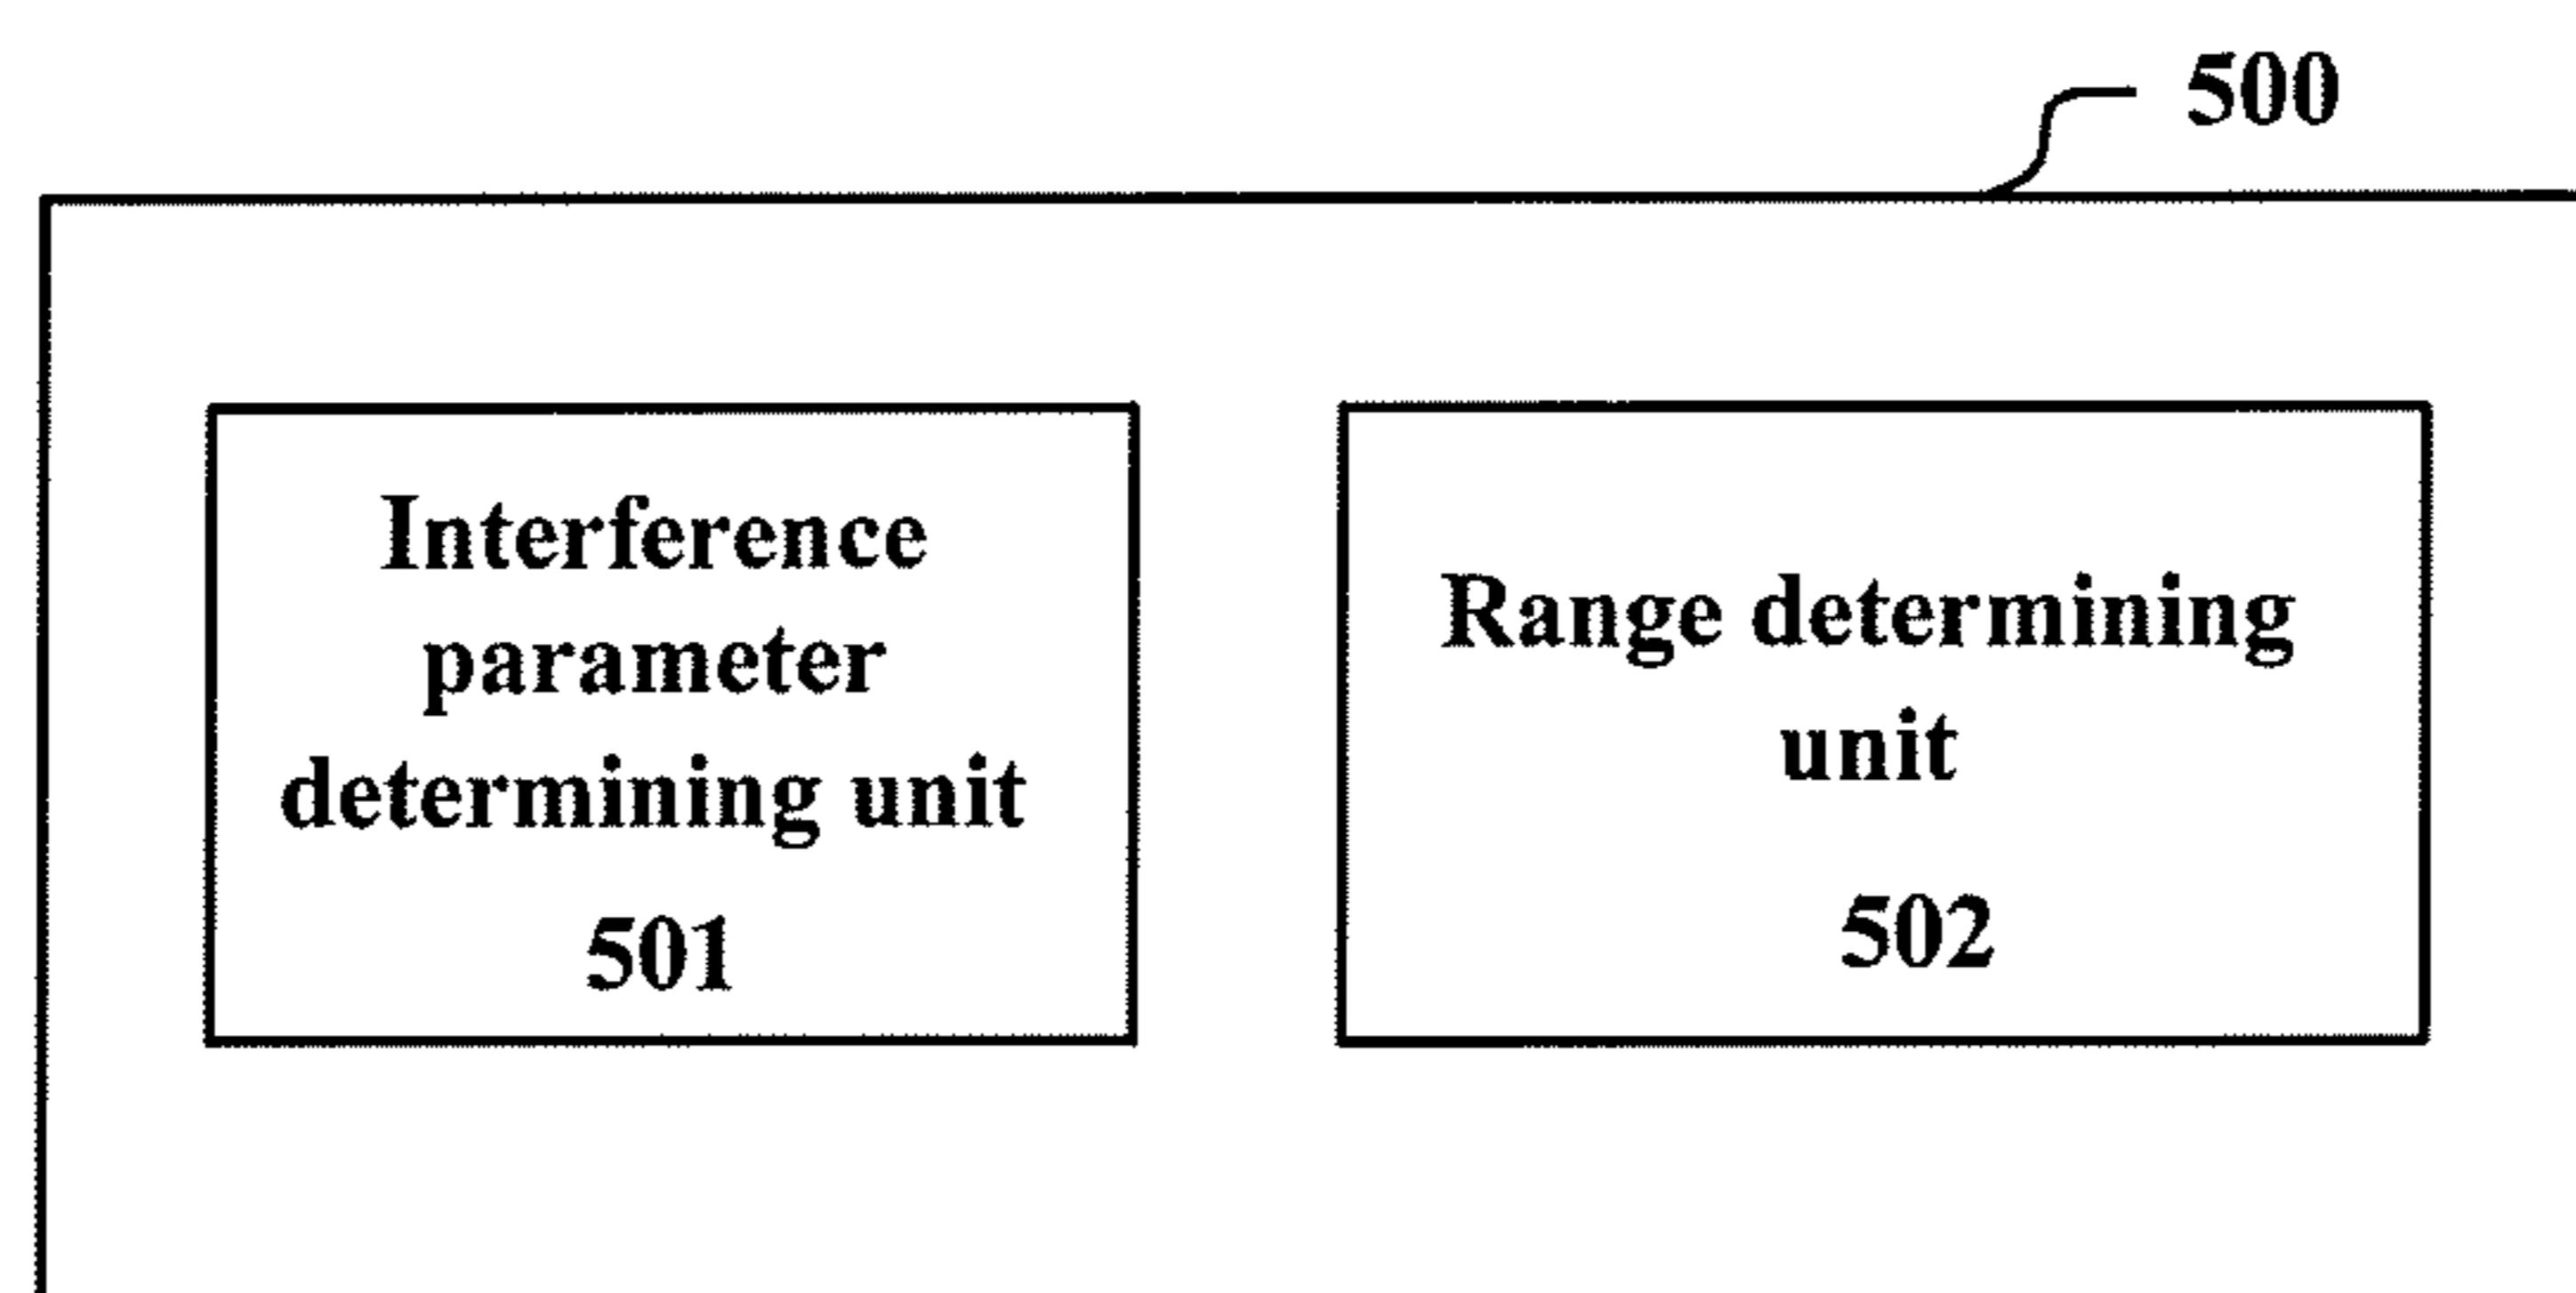 500
Interference
parameter
determining unit
501
Range determining
unit
502